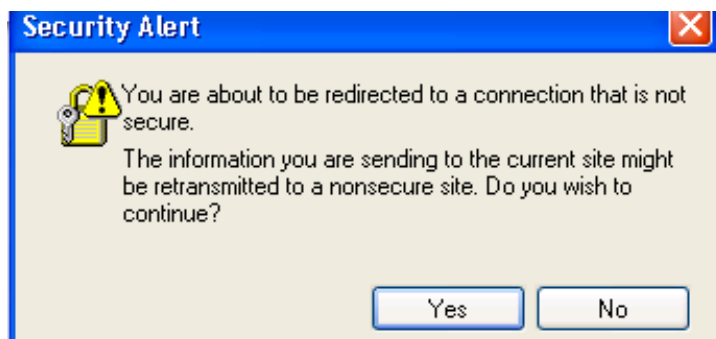 Security Alert
You are about to be redirected to a connection that is not
secure.
The information you are sending to the current site might
be retransmitted to a nonsecure site. Do you wish to
continue?
Yes No